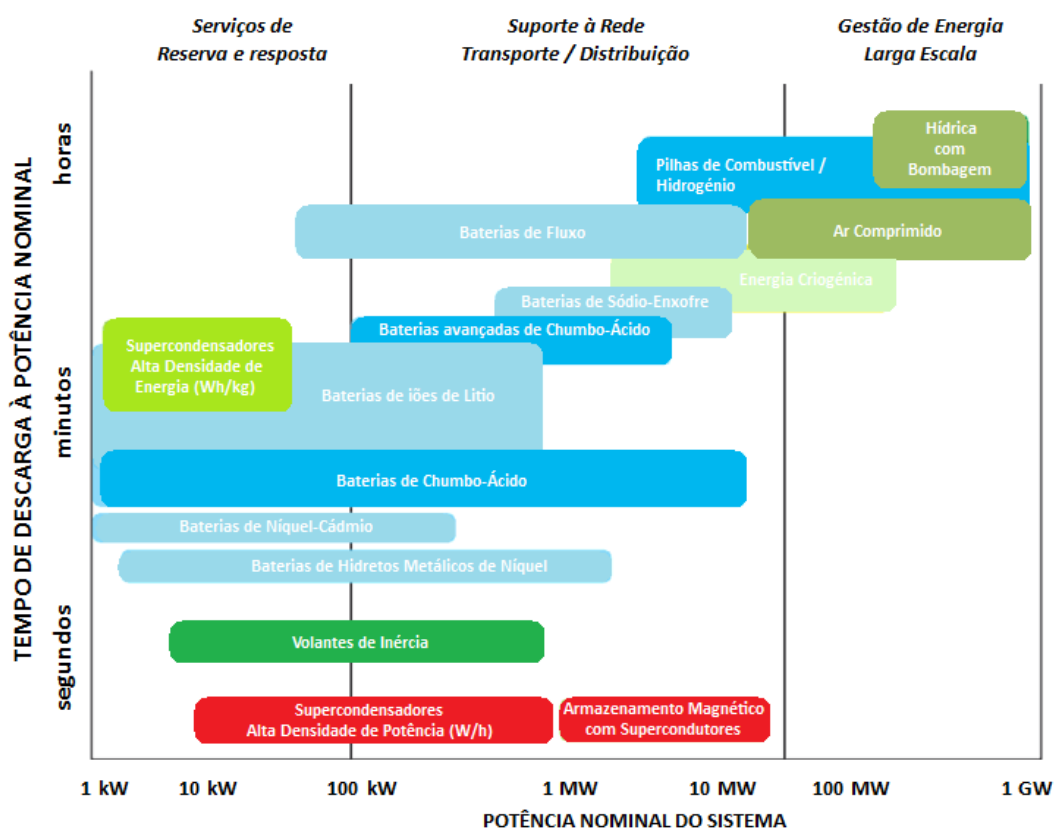 Serviços de
Reserva e resposta
Suporte à Rede
Transporte / Distribuição
Gestão de Energia
Larga Escala
TEMPO DE DESCARGA À POTÊNCIA NOMINAL
horas
minutos
segundos
Hídrica
com
Bombagem
Pilhas de Combustível /
Hidrogénio
Baterias de Fluxo
Ar Comprimido
Energia Criogénica
Baterias de Sódio-Enxofre
Baterias avançadas de Chumbo-Ácido
Supercondensadores
Alta Densidade de
Energia (Wh/kg)
Baterias de iões de Litio
Baterias de Chumbo-Ácido
Baterias de Níquel-Cádmio
Baterias de Hidretos Metálicos de Níquel
Volantes de Inércia
Supercondensadores
Alta Densidade de Potência (W/h)
Armazenamento Magnético
com Supercondutores
1 kW
10 kW
100 kW
1 MW
10 MW
100 MW
1 GW
POTÊNCIA NOMINAL DO SISTEMA